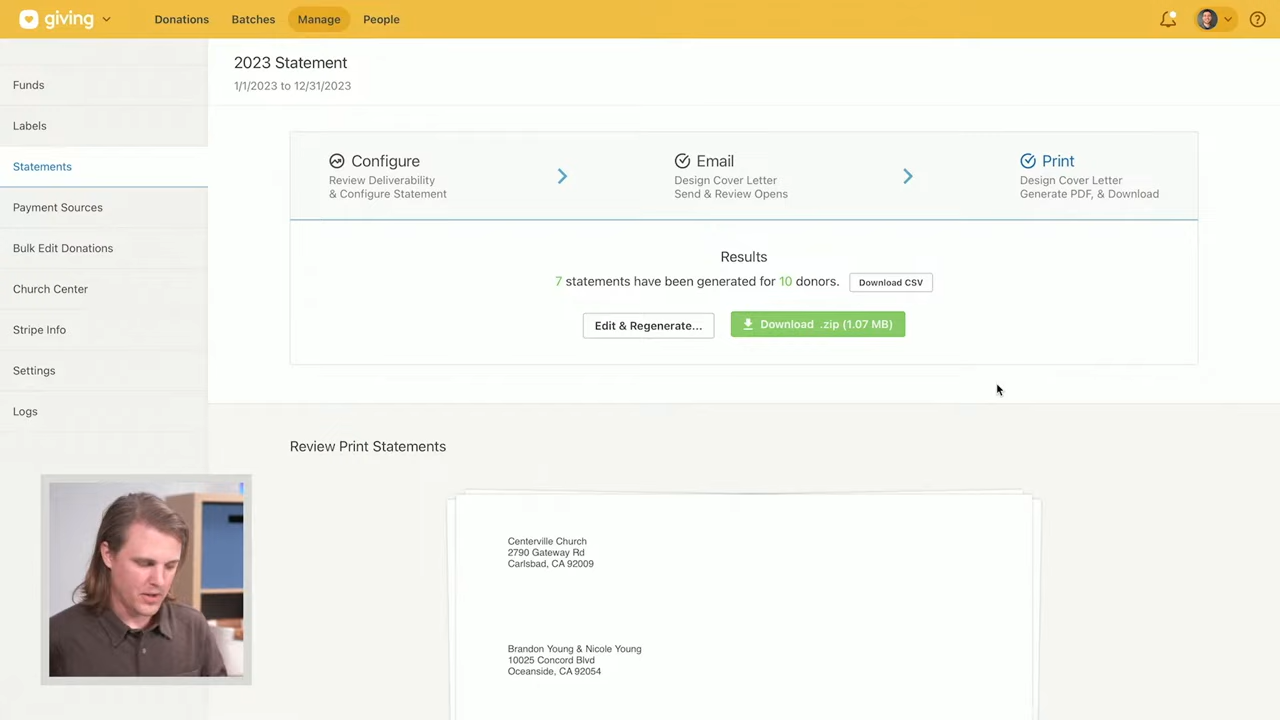 giving
Donations
Batches
Manage
People
Funds
Labels
Statements
Payment Sources
Bulk Edit Donations
Church Center
Stripe Info
Settings
Logs
2023 Statement
1/1/2023 to 12/31/2023
Configure
Review Deliverability
& Configure Statement
Email
Design Cover Letter
Send & Review Opens
Print
Design Cover Letter
Generate PDF, & Download
Results
7 statements have been generated for 10 donors. Download CSV
Edit & Regenerate... Download .zip (1.07 MB)
Review Print Statements
Centerville Church
2790 Gateway Rd
Carlsbad, CA 92009
Brandon Young & Nicole Young
10025 Concord Blvd
Oceanside, CA 92054